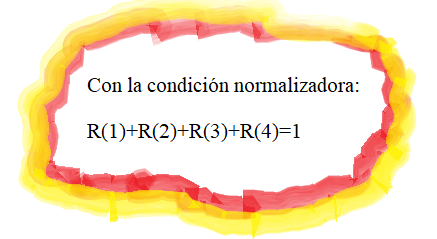 Con la condición normalizadora:
R(1)+R(2)+R(3)+R(4)=1